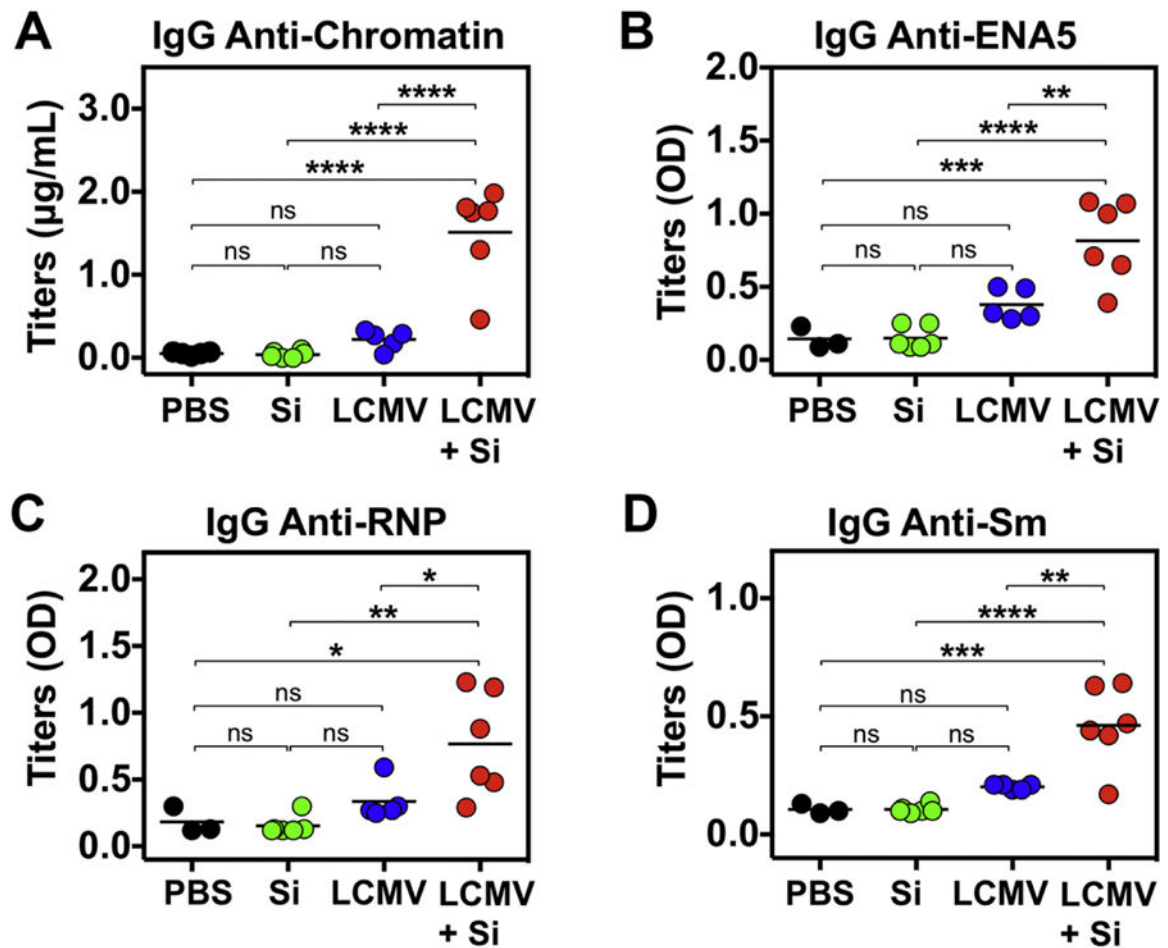 A
IgG Anti-Chromatin
Titers (µg/mL)
3.0
2.0
1.0
0.0
****
****
****
ns
ns
ns
PBS
Si
LCMV
LCMV
+ Si
B
IgG Anti-ENA5
Titers (OD)
2.0
1.5
1.0
0.5
0.0
**
****
***
ns
ns
ns
PBS
Si
LCMV
LCMV
+ Si
C
IgG Anti-RNP
Titers (OD)
2.0
1.5
1.0
0.5
0.0
*
**
*
ns
ns
ns
PBS
Si
LCMV
LCMV
+ Si
D
IgG Anti-Sm
Titers (OD)
1.0
0.5
0.0
**
****
***
ns
ns
ns
PBS
Si
LCMV
LCMV
+ Si